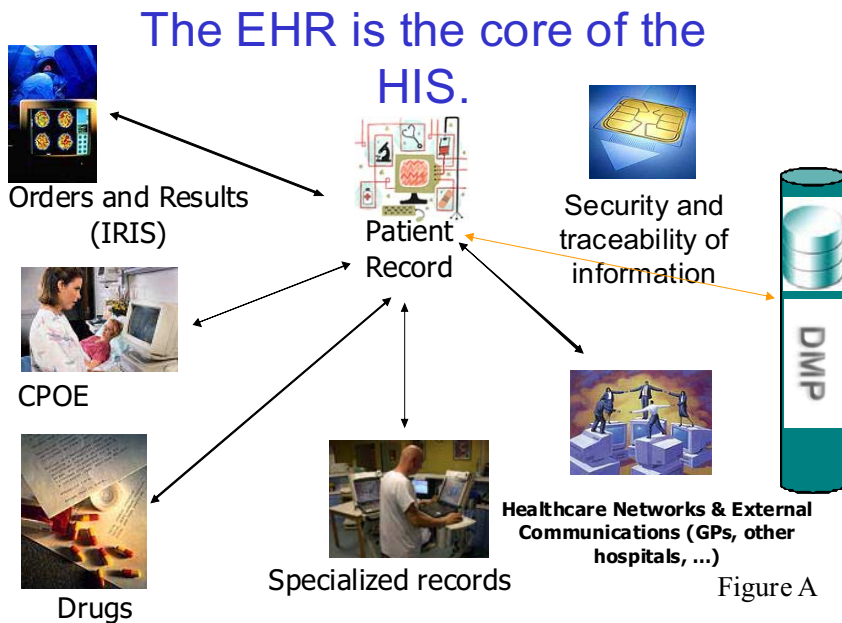 The EHR is the core of the
HIS.
Orders and Results
(IRIS)
Patient
Record
Security and
traceability of
information
DMP
CPOE
Drugs
Specialized records
Healthcare Networks & External
Communications (GPs, other
hospitals, ...)
Figure A